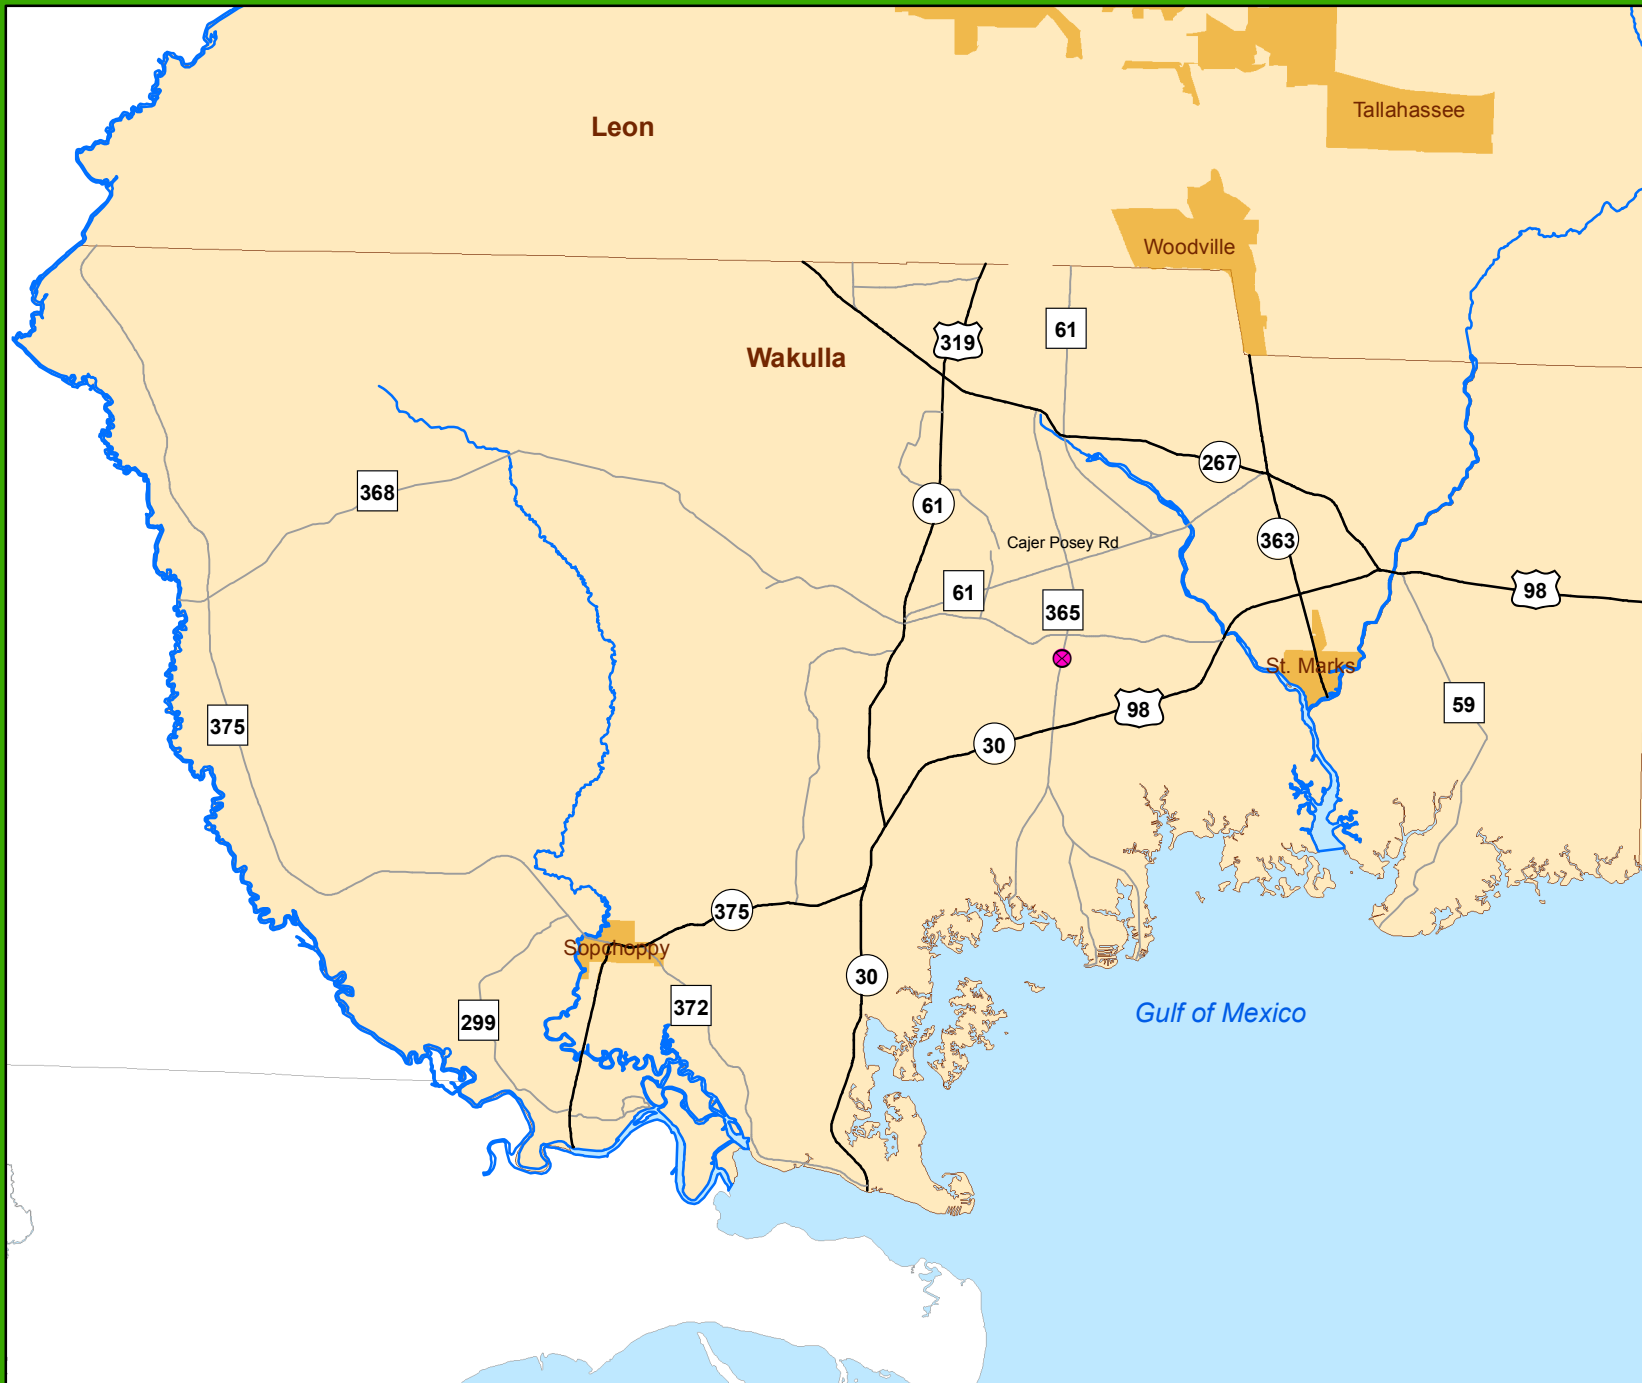 Tallahassee
Leon
Woodville
61
319
Wakulla
267
368
61
363
Cajer Posey Rd
98
61
365
St. Marks
59
98
375
30
375
Sopchoppy
30
372
Gulf of Mexico
299